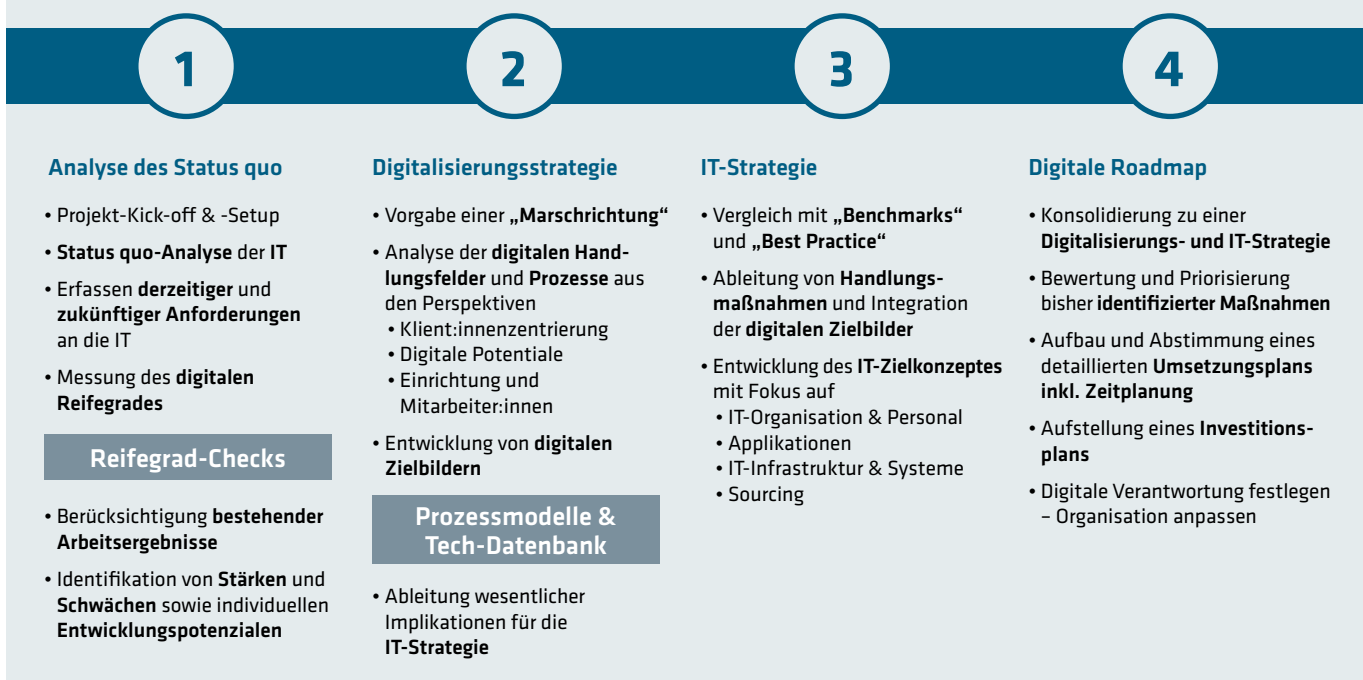 1
Analyse des Status quo
• Projekt-Kick-off & -Setup
• Status quo-Analyse der IT
• Erfassen derzeitiger und
zukünftiger Anforderungen
an die IT
• Messung des digitalen
Reifegrades
Reifegrad-Checks
• Berücksichtigung bestehender
Arbeitsergebnisse
• Identifikation von Stärken und
Schwächen sowie individuellen
Entwicklungspotenzialen
2
Digitalisierungsstrategie
• Vorgabe einer „Marschrichtung“
• Analyse der digitalen Hand-
lungsfelder und Prozesse aus
den Perspektiven
• Klient:innenzentrierung
• Digitale Potentiale
• Einrichtung und
Mitarbeiter:innen
• Entwicklung von digitalen
Zielbildern
Prozessmodelle &
Tech-Datenbank
• Ableitung wesentlicher
Implikationen für die
IT-Strategie
3
IT-Strategie
• Vergleich mit „Benchmarks“
und „Best Practice“
• Ableitung von Handlungs-
maßnahmen und Integration
der digitalen Zielbilder
• Entwicklung des IT-Zielkonzeptes
mit Fokus auf
• IT-Organisation & Personal
• Applikationen
• IT-Infrastruktur & Systeme
• Sourcing
4
Digitale Roadmap
• Konsolidierung zu einer
Digitalisierungs- und IT-Strategie
• Bewertung und Priorisierung
bisher identifizierter Maßnahmen
• Aufbau und Abstimmung eines
detaillierten Umsetzungsplans
inkl. Zeitplanung
• Aufstellung eines Investitions-
plans
• Digitale Verantwortung festlegen
– Organisation anpassen